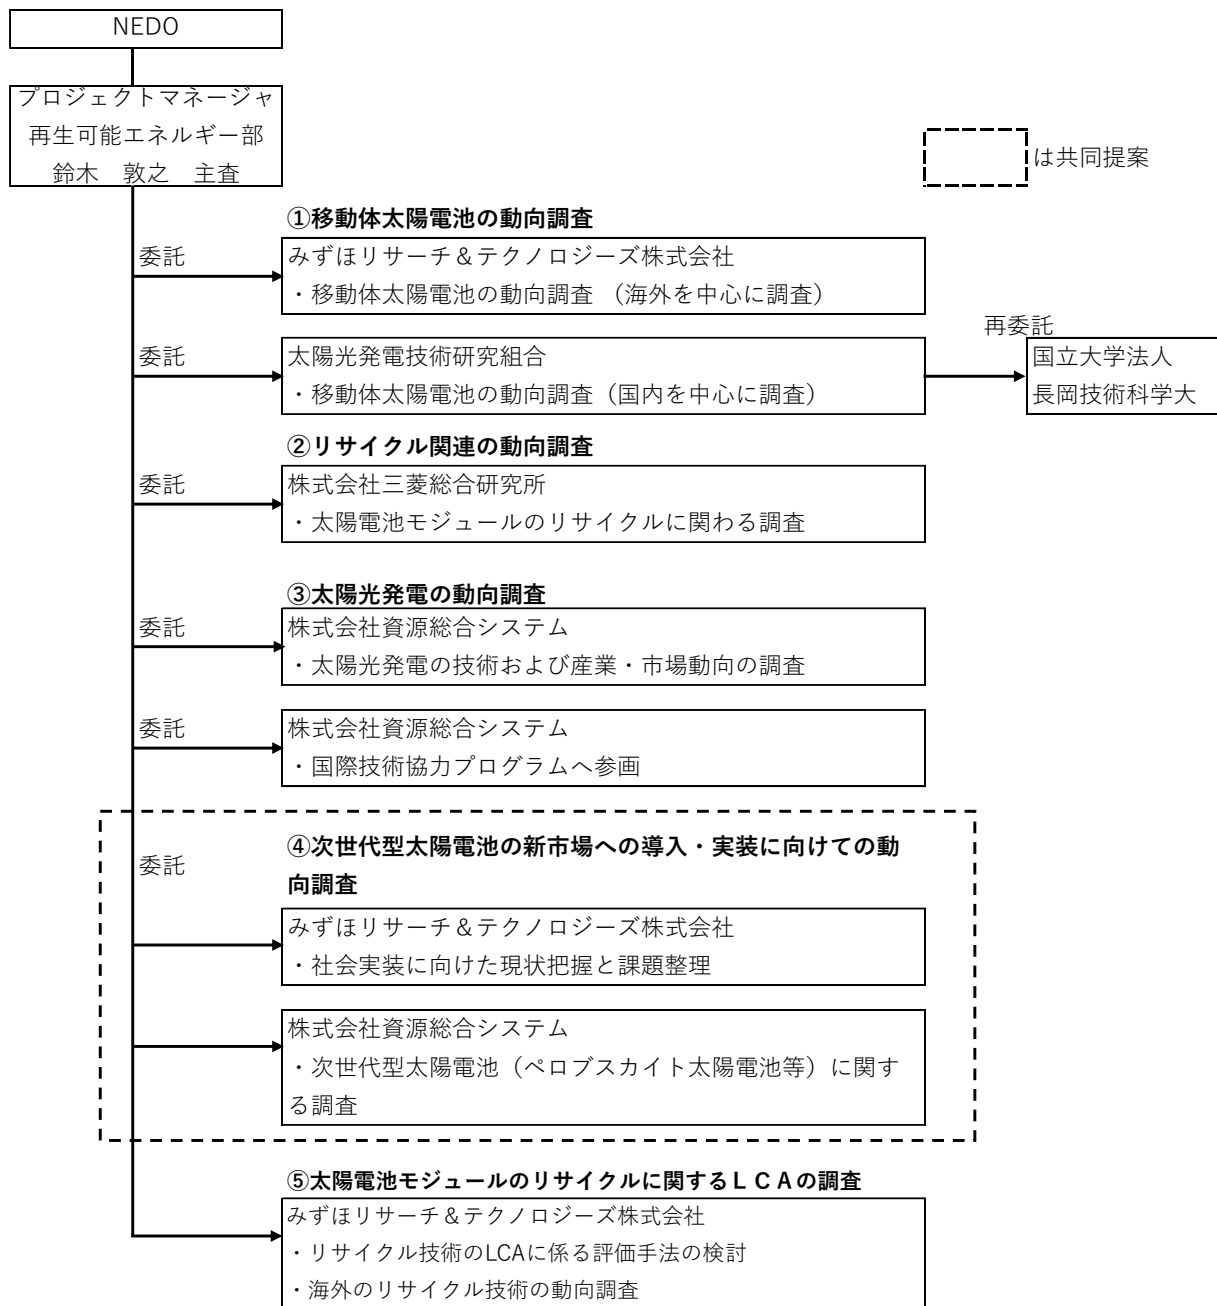 NEDO
プロジェクトマネージャ
再生可能エネルギー部
鈴木　敦之　主査
は共同提案
①移動体太陽電池の動向調査
委託
みずほリサーチ＆テクノロジーズ株式会社
・移動体太陽電池の動向調査 （海外を中心に調査）
委託
太陽光発電技術研究組合
・移動体太陽電池の動向調査（国内を中心に調査）
再委託
国立大学法人
長岡技術科学大
②リサイクル関連の動向調査
委託
株式会社三菱総合研究所
・太陽電池モジュールのリサイクルに関わる調査
③太陽光発電の動向調査
委託
株式会社資源総合システム
・太陽光発電の技術および産業・市場動向の調査
委託
株式会社資源総合システム
・国際技術協力プログラムへ参画
④次世代型太陽電池の新市場への導入・実装に向けての動
向調査
委託
みずほリサーチ＆テクノロジーズ株式会社
・社会実装に向けた現状把握と課題整理
株式会社資源総合システム
・次世代型太陽電池（ペロブスカイト太陽電池等）に関す
る調査
⑤太陽電池モジュールのリサイクルに関するＬＣＡの調査
みずほリサーチ＆テクノロジーズ株式会社
・リサイクル技術のLCAに係る評価手法の検討
・海外のリサイクル技術の動向調査